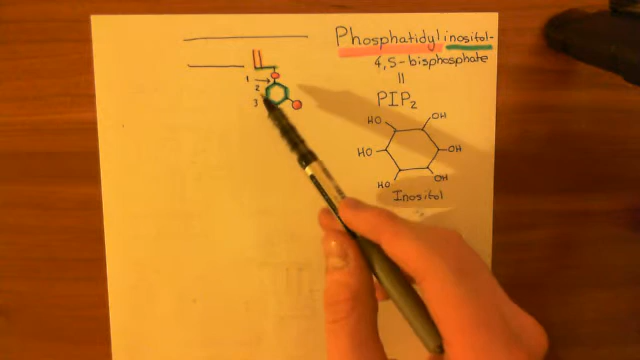 Phosphatidylinositol-
4,5-bisphosphate
=
PIP2
HO OH
HO OH
HO OH
Inositol
1
2
3